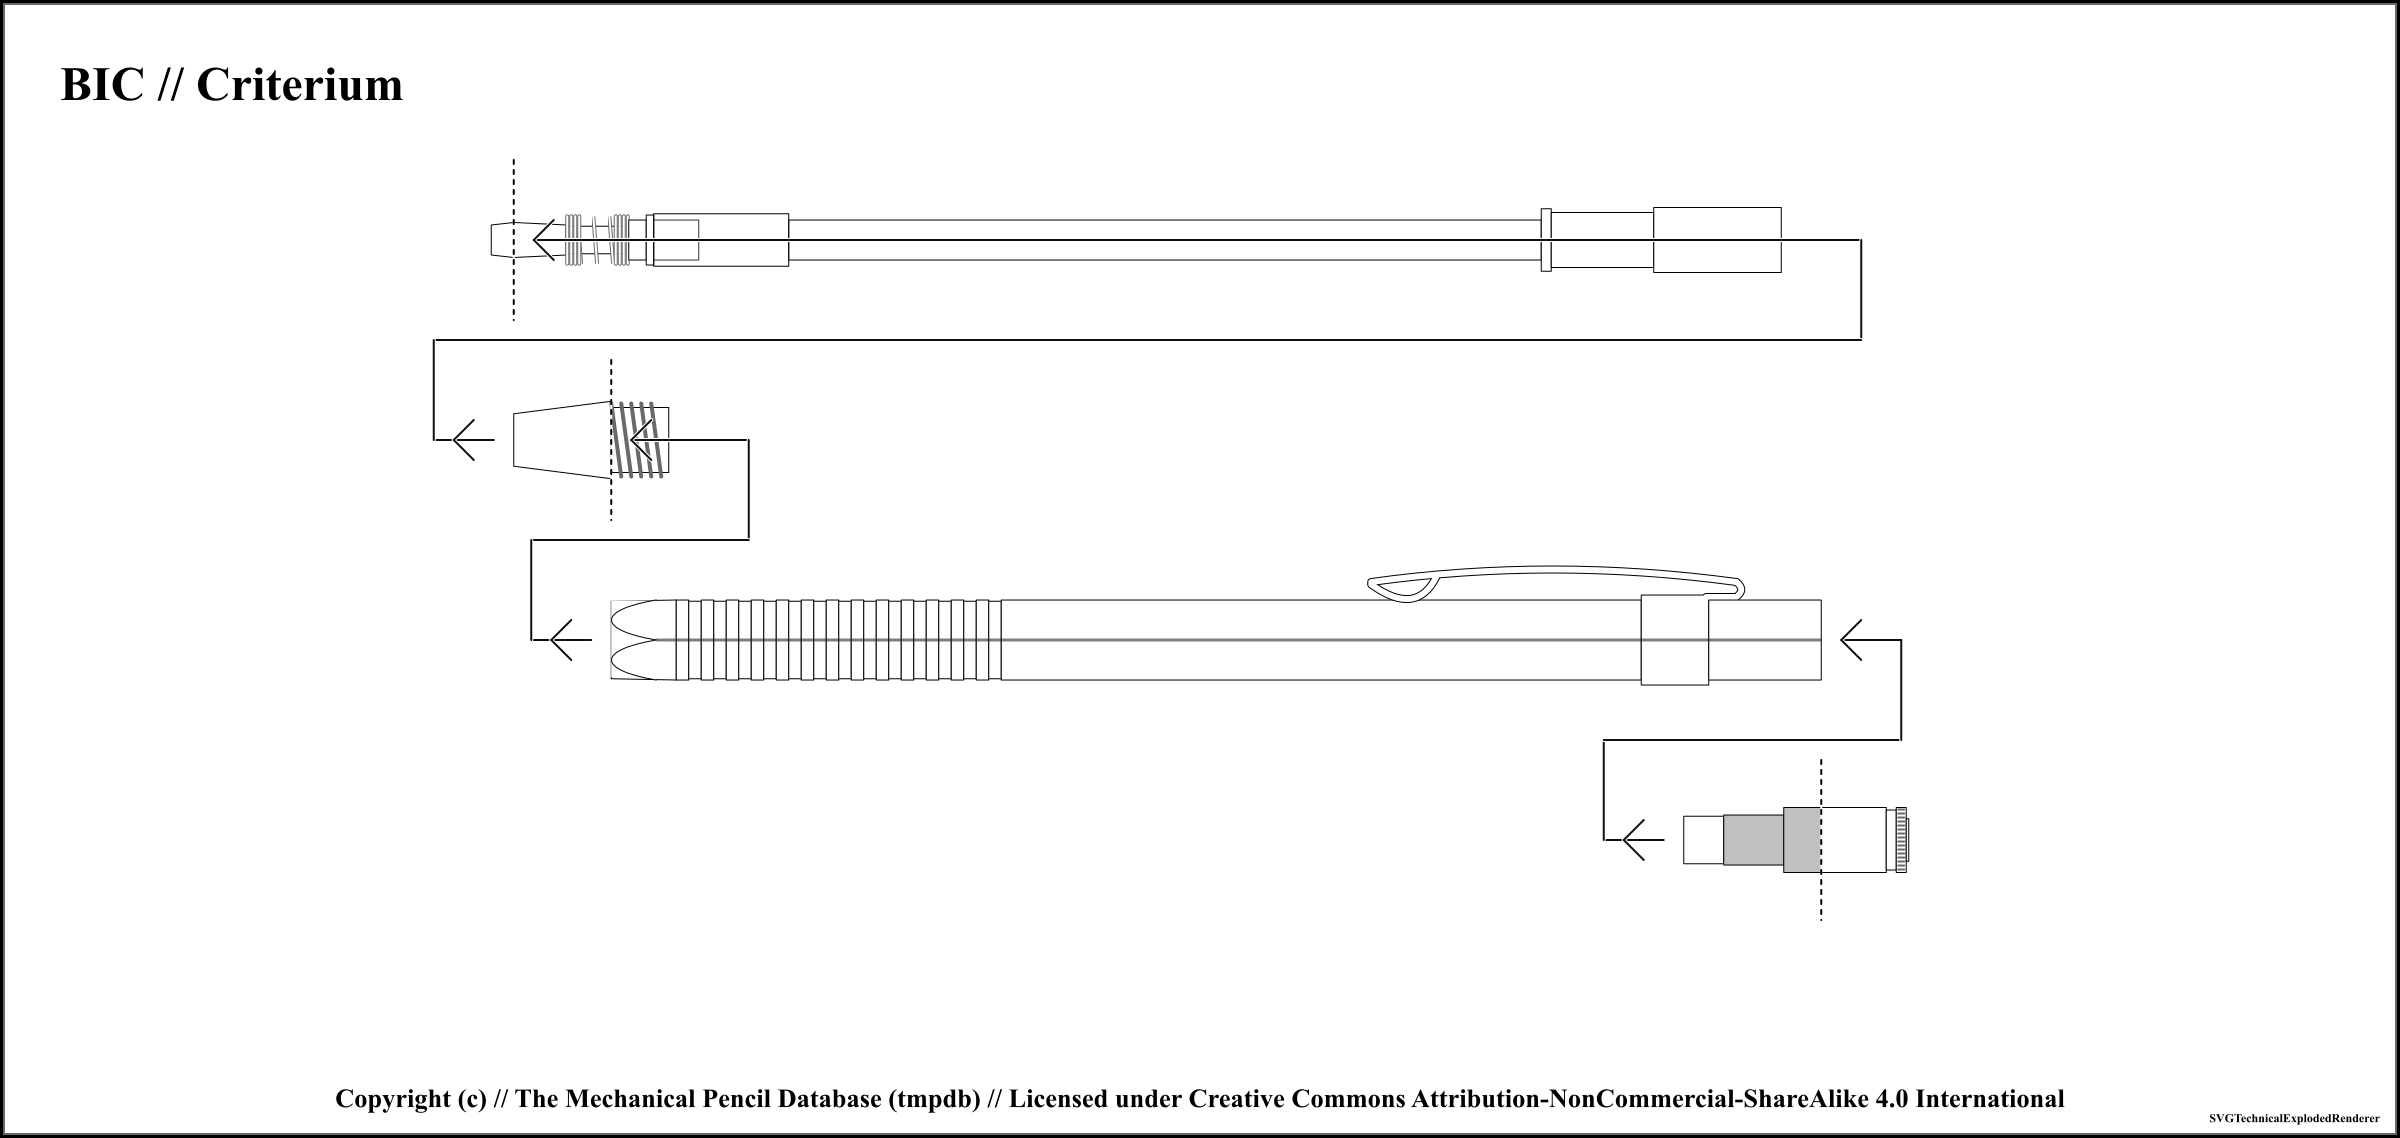 BIC // Criterium
Copyright (c) // The Mechanical Pencil Database (tmpdb) // Licensed under Creative Commons Attribution-NonCommercial-ShareAlike 4.0 International
SVGTechnicalExplodedRenderer